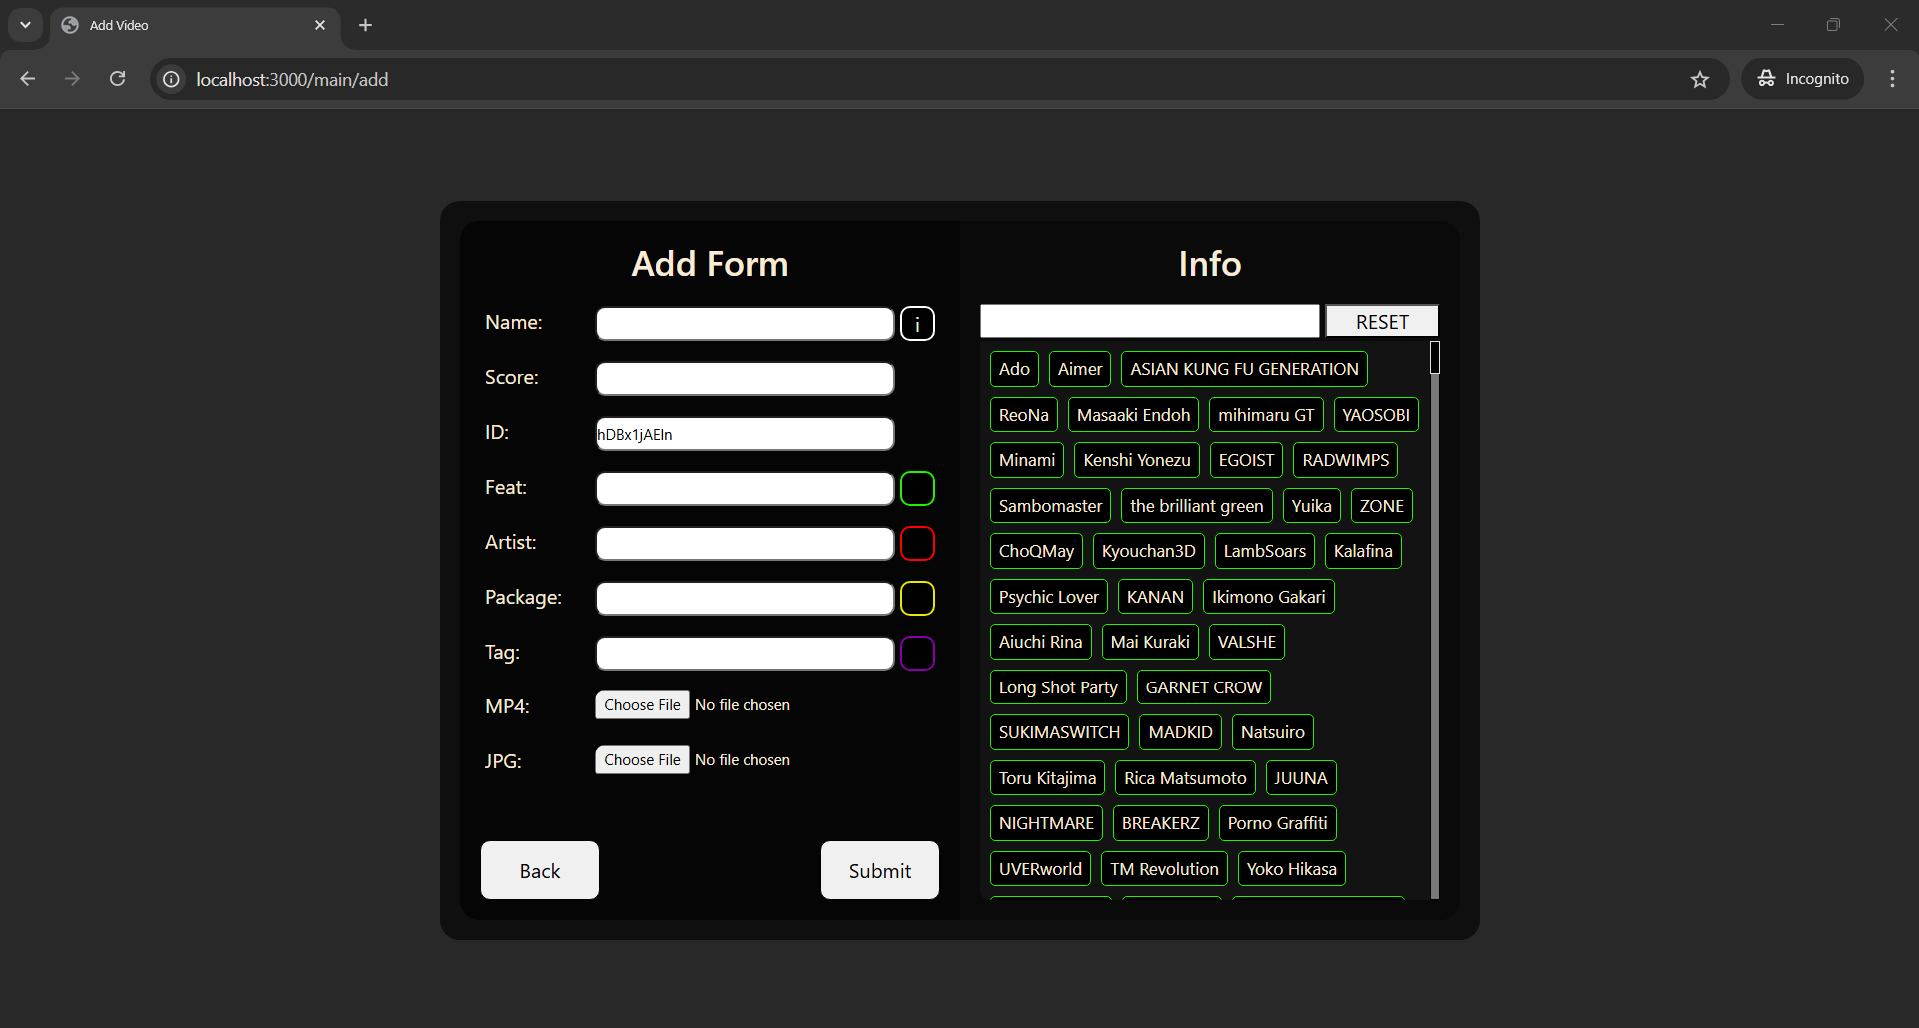 Add Video
localhost:3000/main/add
Incognito
Add Form
Name:
i
Score:
ID:
hDBx1jAEIn
Feat:
Artist:
Package:
Tag:
MP4:
Choose File No file chosen
JPG:
Choose File No file chosen
Back
Submit
Info
RESET
Ado Aimer ASIAN KUNG FU GENERATION
ReoNa Masaaki Endoh mihimaru GT YAOSOBI
Minami Kenshi Yonezu EGOIST RADWIMPS
Sambomaster the brilliant green Yuika ZONE
ChoQMay Kyouchan3D LambSoars Kalafina
Psychic Lover KANAN Ikimono Gakari
Aiuchi Rina Mai Kuraki VALSHE
Long Shot Party GARNET CROW
SUKIMASWITCH MADKID Natsuiro
Toru Kitajima Rica Matsumoto JUUNA
NIGHTMARE BREAKERZ Porno Graffiti
UVERworld TM Revolution Yoko Hikasa